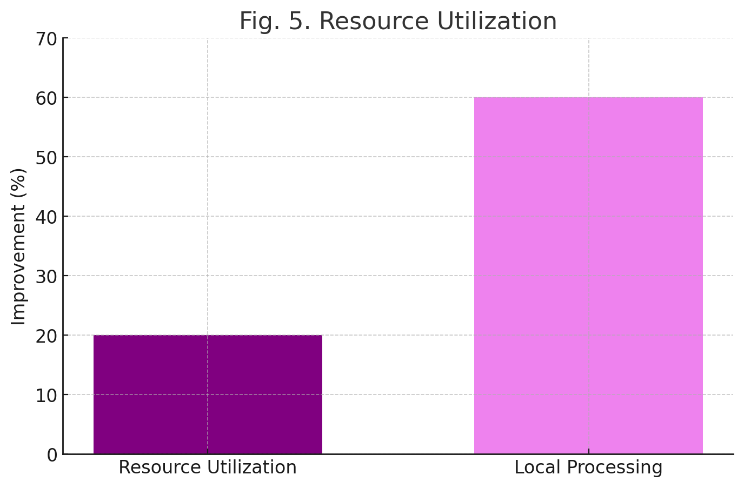 Fig. 5. Resource Utilization
70
60
50
40
30
20
10
0
Improvement (%)
Resource Utilization
Local Processing